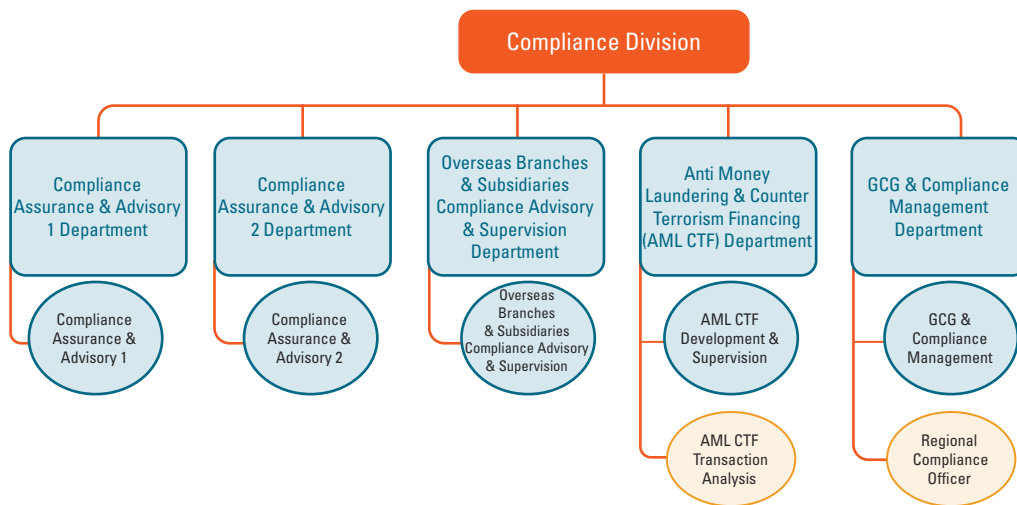 Compliance Division
Compliance
Assurance & Advisory
1 Department
Compliance
Assurance & Advisory
2 Department
Overseas Branches
& Subsidiaries
Compliance Advisory
& Supervision
Department
Anti Money
Laundering & Counter
Terrorism Financing
(AML CTF) Department
GCG & Compliance
Management
Department
Compliance
Assurance &
Advisory 1
Compliance
Assurance &
Advisory 2
Overseas
Branches
& Subsidiaries
Compliance Advisory
& Supervision
AML CTF
Development &
Supervision
GCG &
Compliance
Management
AML CTF
Transaction
Analysis
Regional
Compliance
Officer